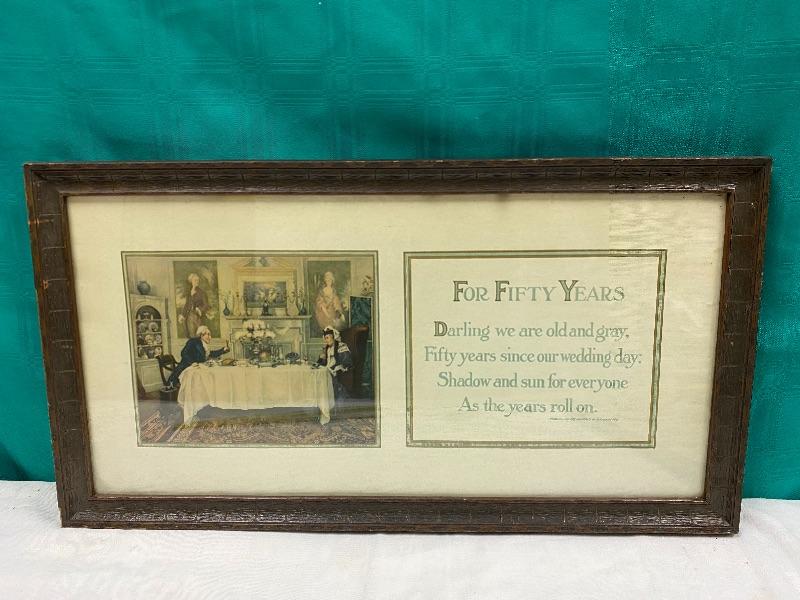 FOR FIFTY YEARS
Darling we are old and gray,
Fifty years since our wedding day:
Shadow and sun for everyone
As the years roll on.